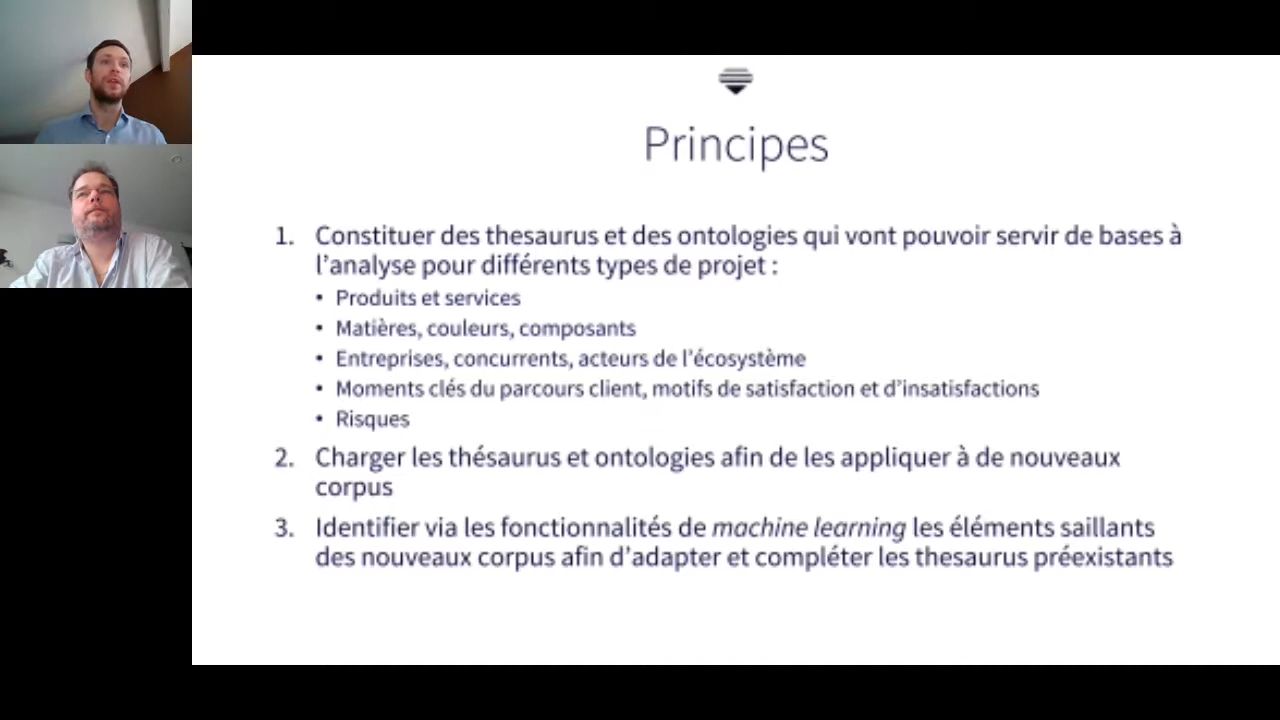 Principes
1. Constituer des thesaurus et des ontologies qui vont pouvoir servir de bases à
l'analyse pour différents types de projet :
• Produits et services
• Matières, couleurs, composants
• Entreprises, concurrents, acteurs de l'écosystème
• Moments clés du parcours client, motifs de satisfaction et d'insatisfactions
• Risques
2. Charger les thésaurus et ontologies afin de les appliquer à de nouveaux
corpus
3. Identifier via les fonctionnalités de machine learning les éléments saillants
des nouveaux corpus afin d'adapter et compléter les thesaurus préexistants